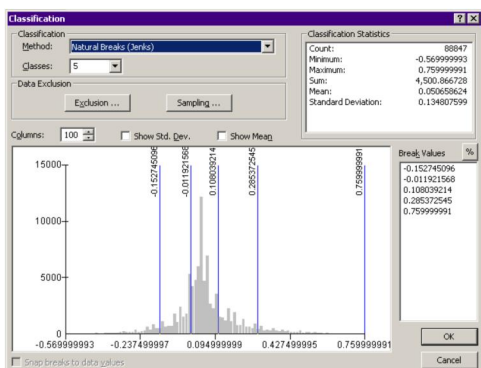 Classification
Classification
Method: Natural Breaks (Jenks)
Classes: 5
Data Exclusion
Exclusion ...
Sampling ...
Classification Statistics
Count: 88847
Minimum: -0.569999993
Maximum: 0.759999991
Sum: 4,500.866728
Mean: 0.050658624
Standard Deviation: 0.134807599
Columns: 100
Show Std. Dev.
Show Mean
15000
10000
5000
0
-0.152745096
-0.011921568
0.108039214
0.285372545
0.759999991
-0.569999993
-0.237499997
0.094999999
0.427499995
0.759999991
Break Values
%
-0.152745096
-0.011921568
0.108039214
0.285372545
0.759999991
OK
Cancel
Snap breaks to data values